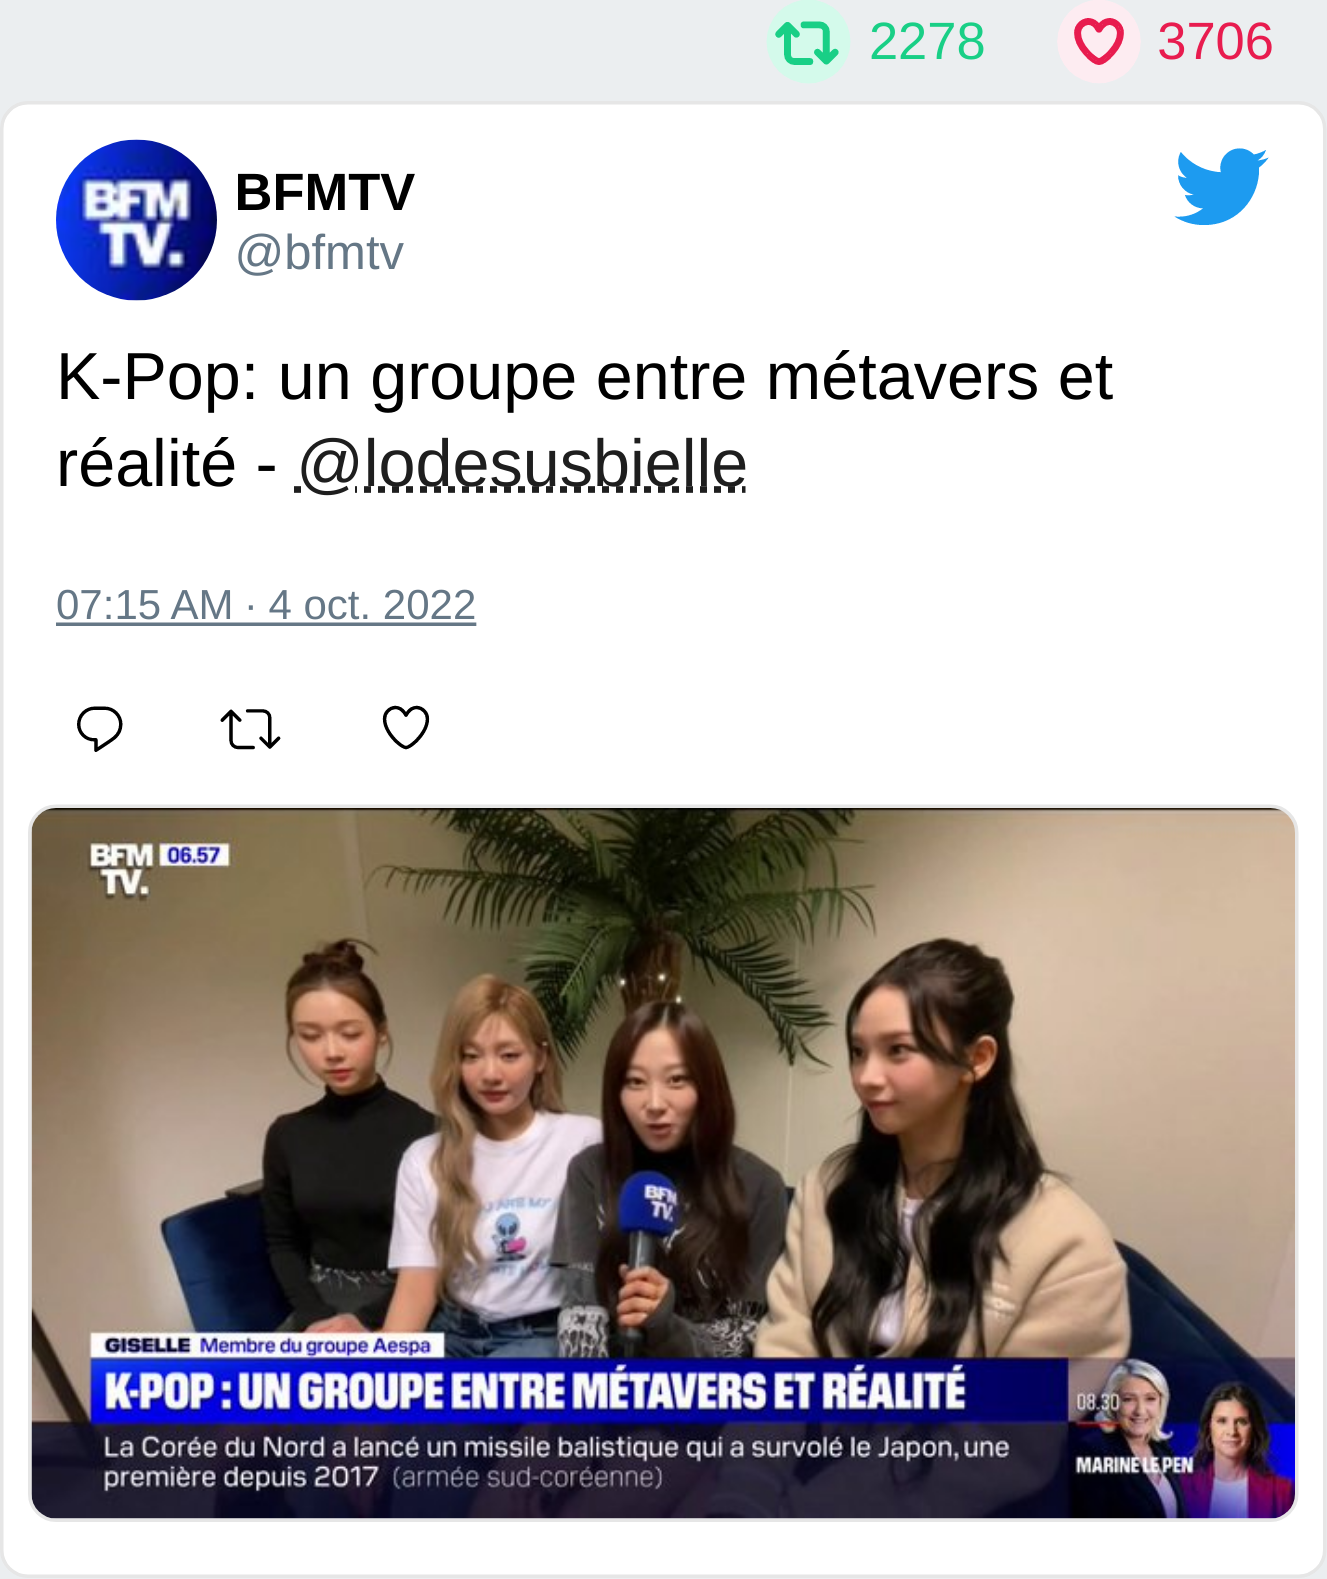 2278 3706
BFMTV
@bfmtv
K-Pop: un groupe entre métavers et
réalité - @lodesusbielle
07:15 AM · 4 oct. 2022
BFM 06.57
TV.
BFM
TV.
GISELLE Membre du groupe Aespa
K-POP : UN GROUPE ENTRE MÉTAVERS ET RÉALITÉ
08.30
La Corée du Nord a lancé un missile balistique qui a survolé le Japon, une
première depuis 2017 (armée sud-coréenne)
MARINE LE PEN